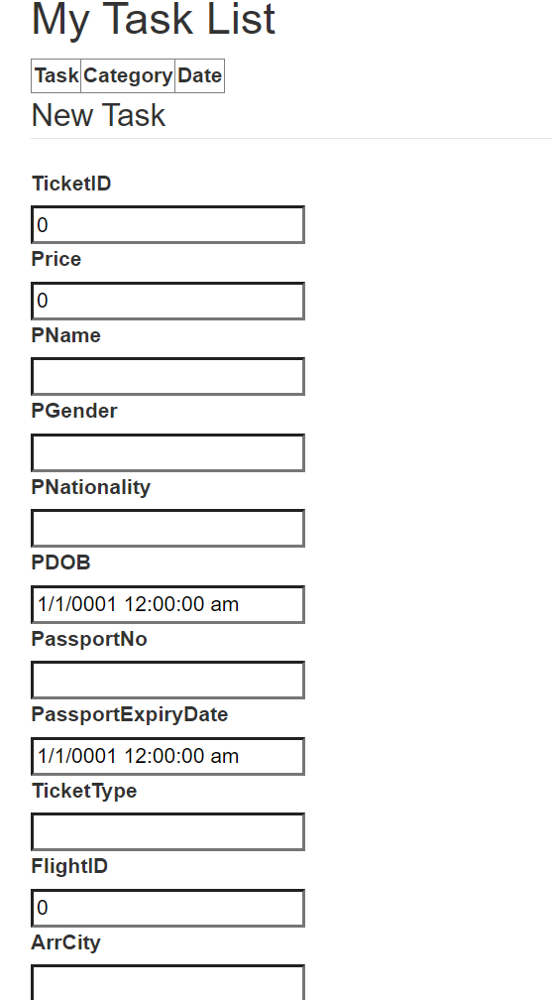 My Task List
Task Category Date
New Task
TicketID
0
Price
0
PName
PGender
PNationality
PDOB
1/1/0001 12:00:00 am
PassportNo
PassportExpiryDate
1/1/0001 12:00:00 am
TicketType
FlightID
0
ArrCity